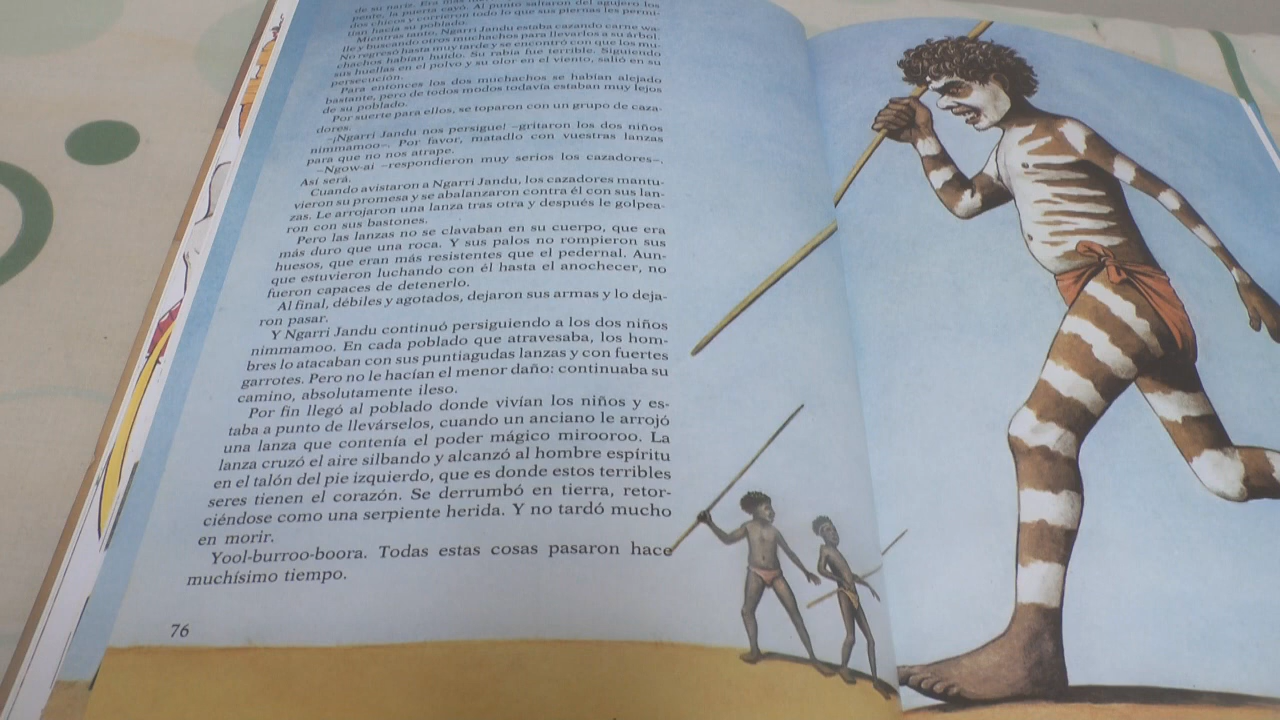 de su nariz. Era más
pente, la puerta cayó. Al punto saltaron del agujero los
dos chicos y corrieron todo lo que sus piernas les permi-
tían hacia su poblado.
Mientras tanto, Ngarri Jandu estaba cazando carne wa-
lle y buscando otros muchachos para llevarlos a su árbol.
No regresó hasta muy tarde y se encontró con que los mu-
chachos habían huido. Su rabia fue terrible. Siguiendo
sus huellas en el polvo y su olor en el viento, salió en su
persecución.
Para entonces los dos muchachos se habían alejado
bastante, pero de todos modos todavía estaban muy lejos
de su poblado.
Por suerte para ellos, se toparon con un grupo de caza-
dores.
–¡Ngarri Jandu nos persigue! –gritaron los dos niños
nimmamoo–. Por favor, matadlo con vuestras lanzas
para que no nos atrape.
–Ngow-ai –respondieron muy serios los cazadores–.
Así será.
Cuando avistaron a Ngarri Jandu, los cazadores mantu-
vieron su promesa y se abalanzaron contra él con sus lan-
zas. Le arrojaron una lanza tras otra y después le golpea-
ron con sus bastones.
Pero las lanzas no se clavaban en su cuerpo, que era
más duro que una roca. Y sus palos no rompieron sus
huesos, que eran más resistentes que el pedernal. Aun-
que estuvieron luchando con él hasta el anochecer, no
fueron capaces de detenerlo.
Al final, débiles y agotados, dejaron sus armas y lo deja-
ron pasar.
Y Ngarri Jandu continuó persiguiendo a los dos niños
nimmamoo. En cada poblado que atravesaba, los hom-
bres lo atacaban con sus puntiagudas lanzas y con fuertes
garrotes. Pero no le hacían el menor daño: continuaba su
camino, absolutamente ileso.
Por fin llegó al poblado donde vivían los niños y es-
taba a punto de llevárselos, cuando un anciano le arrojó
una lanza que contenía el poder mágico mirooroo. La
lanza cruzó el aire silbando y alcanzó al hombre espíritu
en el talón del pie izquierdo, que es donde estos terribles
seres tienen el corazón. Se derrumbó en tierra, retor-
ciéndose como una serpiente herida. Y no tardó mucho
en morir.
Yool-burroo-boora. Todas estas cosas pasaron hace
muchísimo tiempo.
76